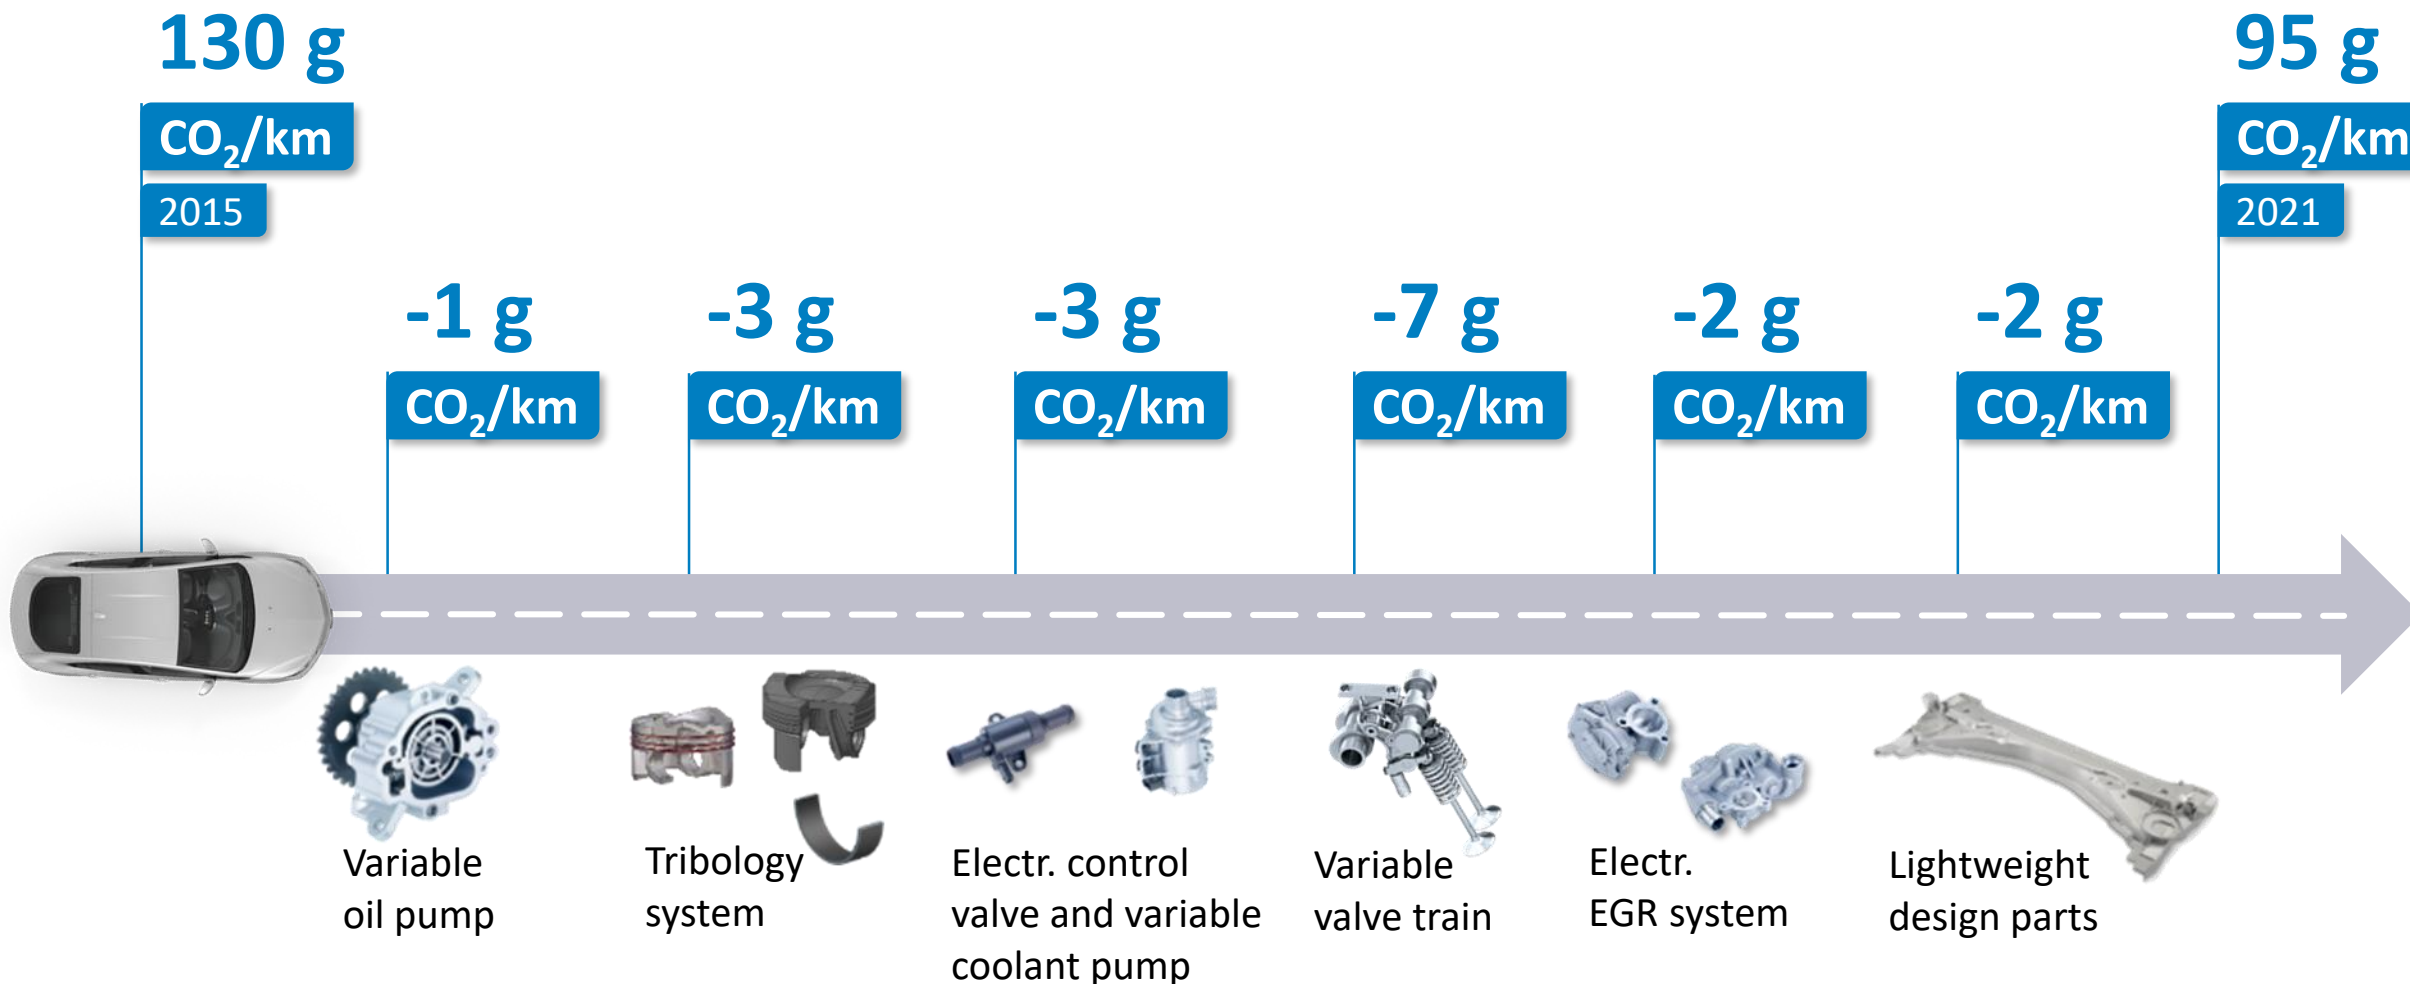 130 g
CO₂/km
2015
95 g
CO₂/km
2021
-1 g
CO₂/km
-3 g
CO₂/km
-3 g
CO₂/km
-7 g
CO₂/km
-2 g
CO₂/km
-2 g
CO₂/km
Variable
oil pump
Tribology
system
Electr. control
valve and variable
coolant pump
Variable
valve train
Electr.
EGR system
Lightweight
design parts